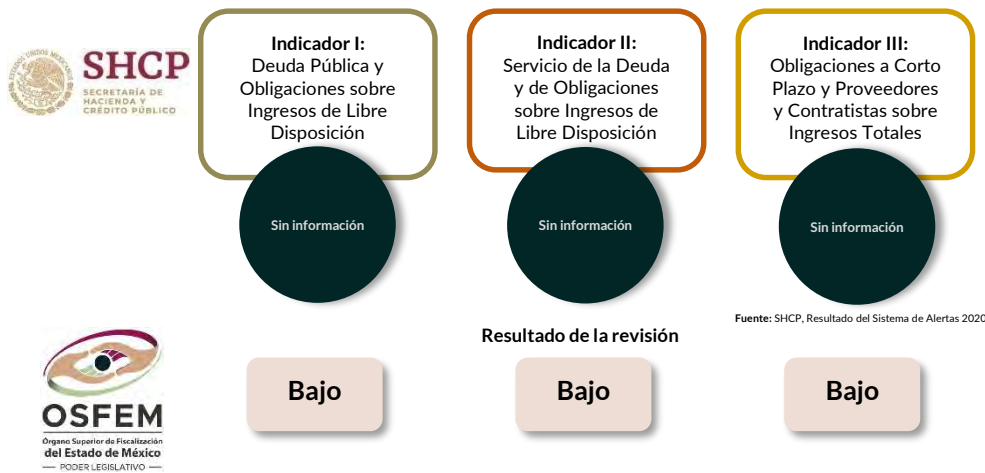 SHCP
SECRETARÍA DE
HACIENDA Y
CRÉDITO PÚBLICO
Indicador I:
Deuda Pública y
Obligaciones sobre
Ingresos de Libre
Disposición
Sin información
Indicador II:
Servicio de la Deuda
y de Obligaciones
sobre Ingresos de
Libre Disposición
Sin información
Indicador III:
Obligaciones a Corto
Plazo y Proveedores
y Contratistas sobre
Ingresos Totales
Sin información
Fuente: SHCP, Resultado del Sistema de Alertas 2020
Resultado de la revisión
OSFEM
Órgano Superior de Fiscalización
del Estado de México
PODER LEGISLATIVO
Bajo
Bajo
Bajo